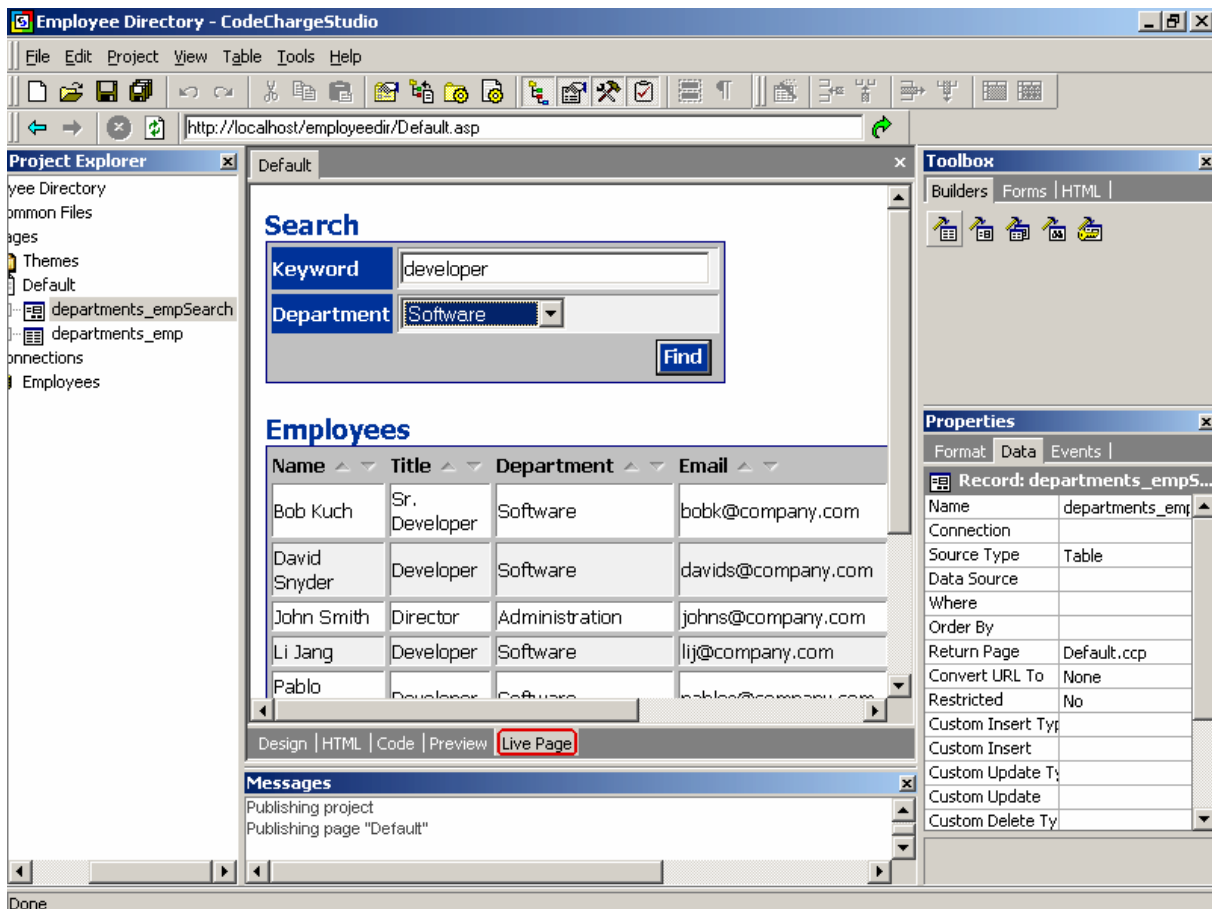 Employee Directory - CodeChargeStudio
File Edit Project View Table Tools Help
http://localhost/employeedir/Default.asp
Project Explorer
yee Directory
ommon Files
ages
Themes
Default
departments_empSearch
departments_emp
onnections
Employees
Default
Search
Keyword developer
Department Software
Find
Employees
Name Title Department Email
Bob Kuch Sr. Developer Software bobk@company.com
David Snyder Developer Software davids@company.com
John Smith Director Administration johns@company.com
Li Jang Developer Software lij@company.com
Pablo Developer Software
Design | HTML | Code | Preview Live Page
Messages
Publishing project
Publishing page "Default"
Toolbox
Builders Forms | HTML |
Properties
Format Data Events |
Record: departments_empS...
Name departments_emp
Connection
Source Type Table
Data Source
Where
Order By
Return Page Default.ccp
Convert URL To None
Restricted No
Custom Insert Typ
Custom Insert
Custom Update Ty
Custom Update
Custom Delete Ty
Done